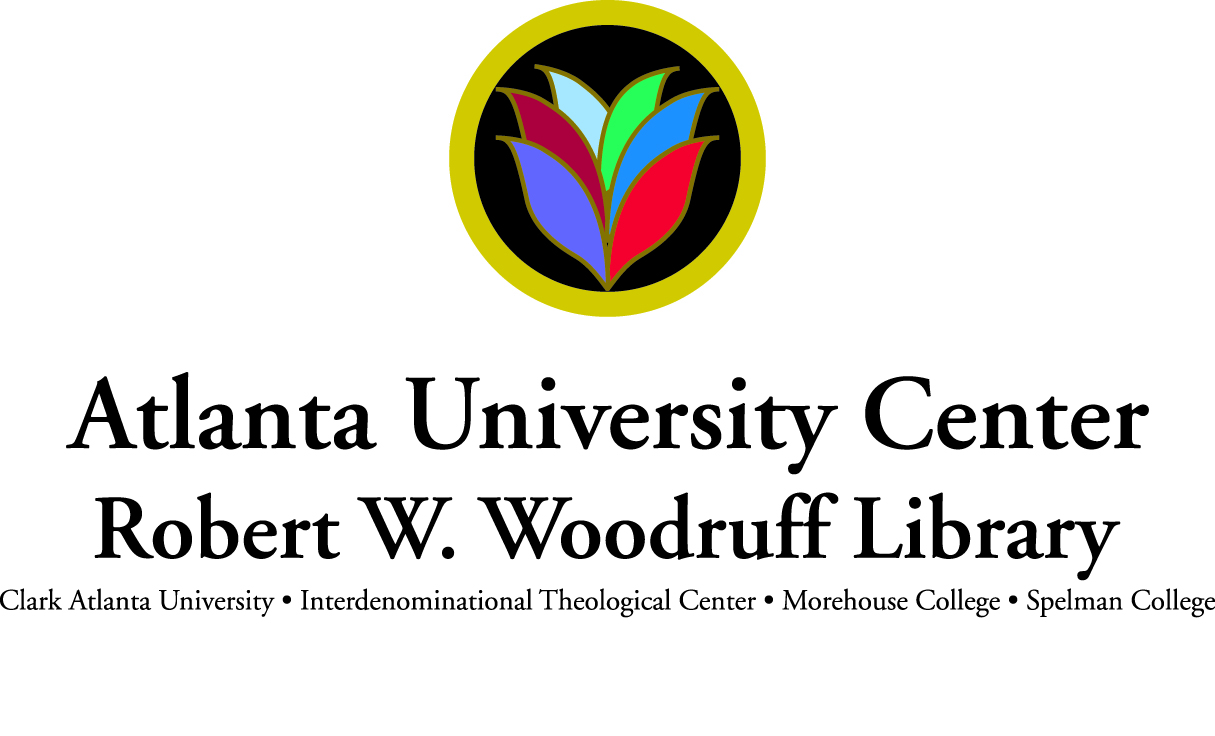 Atlanta University Center
Robert W. Woodruff Library
Clark Atlanta University • Interdenominational Theological Center • Morehouse College • Spelman College